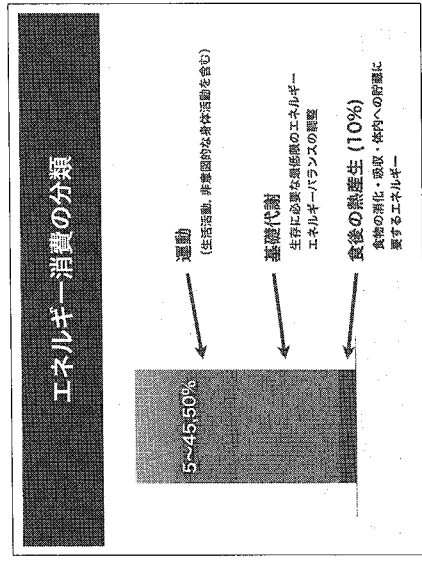 エネルギー消費の分類
5〜45,50%
運動
(生活活動, 非意図的な身体活動を含む)
基礎代謝
生存に必要な最低限のエネルギー
エネルギーバランスの調整
食後の熱産生 (10%)
食物の消化・吸収・体内への貯蔵に
要するエネルギー